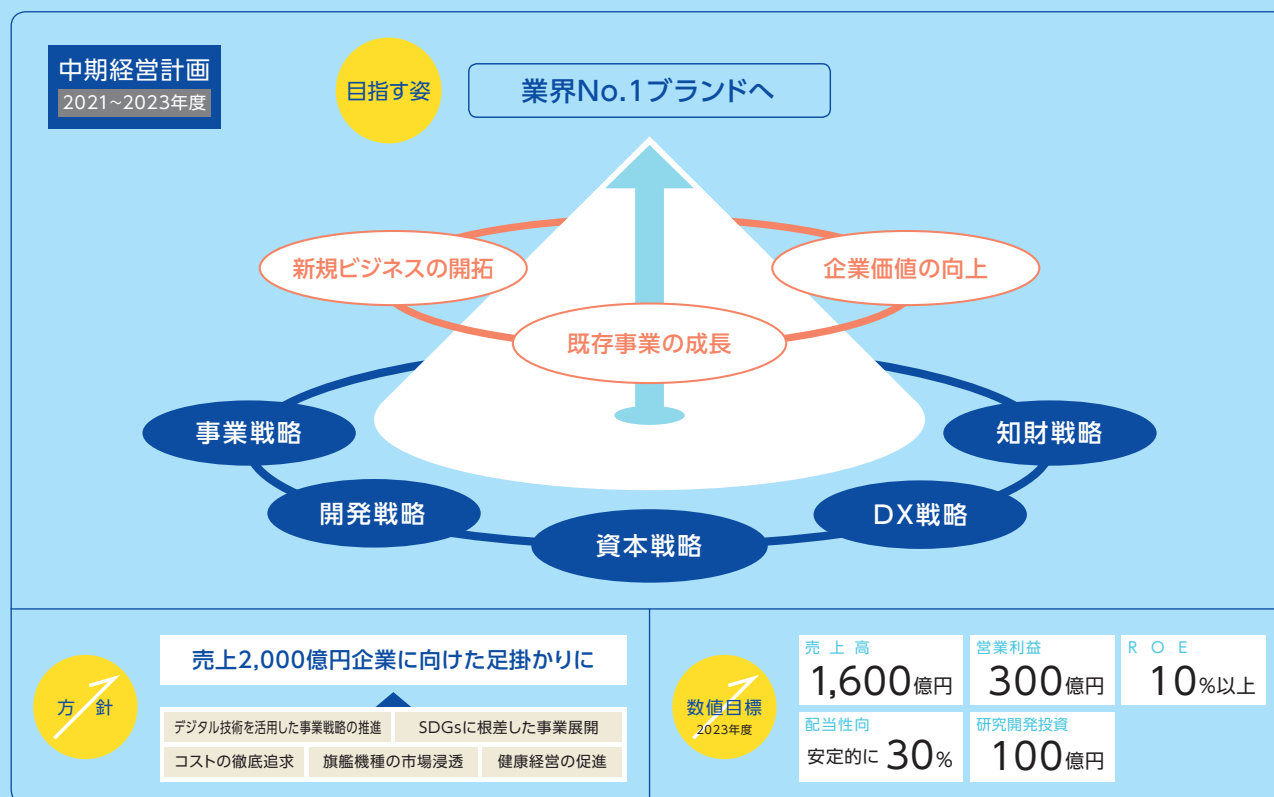 中期経営計画
2021~2023年度
目指す姿
業界No.1ブランドへ
新規ビジネスの開拓
企業価値の向上
既存事業の成長
事業戦略
知財戦略
開発戦略
DX戦略
資本戦略
方針
売上2,000億円企業に向けた足掛かりに
デジタル技術を活用した事業戦略の推進
SDGsに根差した事業展開
コストの徹底追求
旗艦機種の市場浸透
健康経営の促進
数値目標
2023年度
売上高
1,600億円
営業利益
300億円
ROE
10%以上
配当性向
安定的に 30%
研究開発投資
100億円